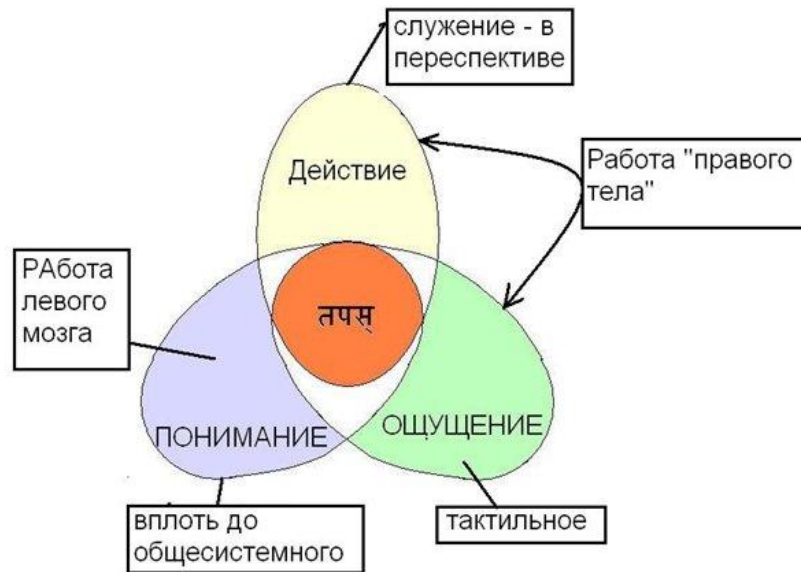 служение - в
переспективе
Действие
Работа "правого
тела"
РАбота
левого
мозга
तपस्
ПОНИМАНИЕ
ОЩУЩЕНИЕ
вплоть до
общесистемного
тактильное